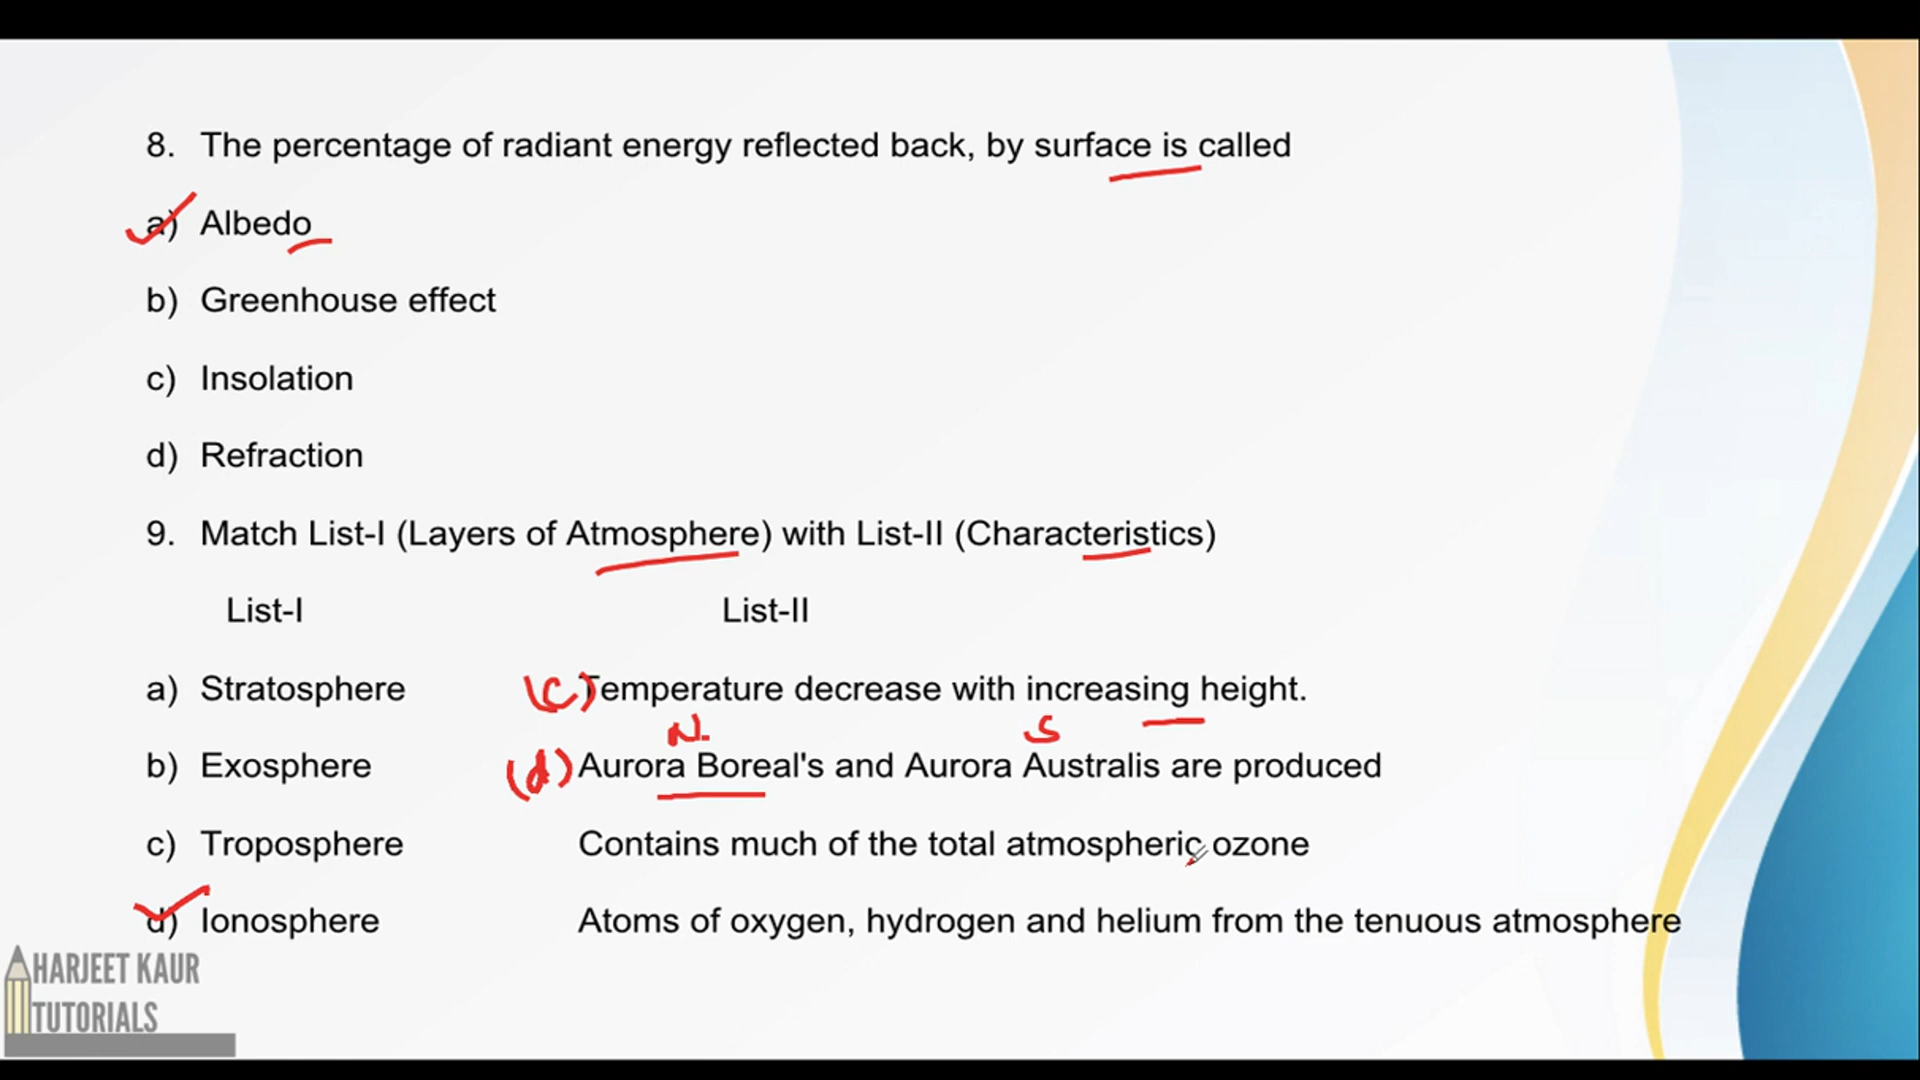 8. The percentage of radiant energy reflected back, by surface is called
a) Albedo
b) Greenhouse effect
c) Insolation
d) Refraction
9. Match List-I (Layers of Atmosphere) with List-II (Characteristics)
List-I List-II
a) Stratosphere (c) Temperature decrease with increasing height.
N. S
b) Exosphere (d) Aurora Boreal's and Aurora Australis are produced
c) Troposphere Contains much of the total atmospheric ozone
d) Ionosphere Atoms of oxygen, hydrogen and helium from the tenuous atmosphere
HARJEET KAUR
TUTORIALS